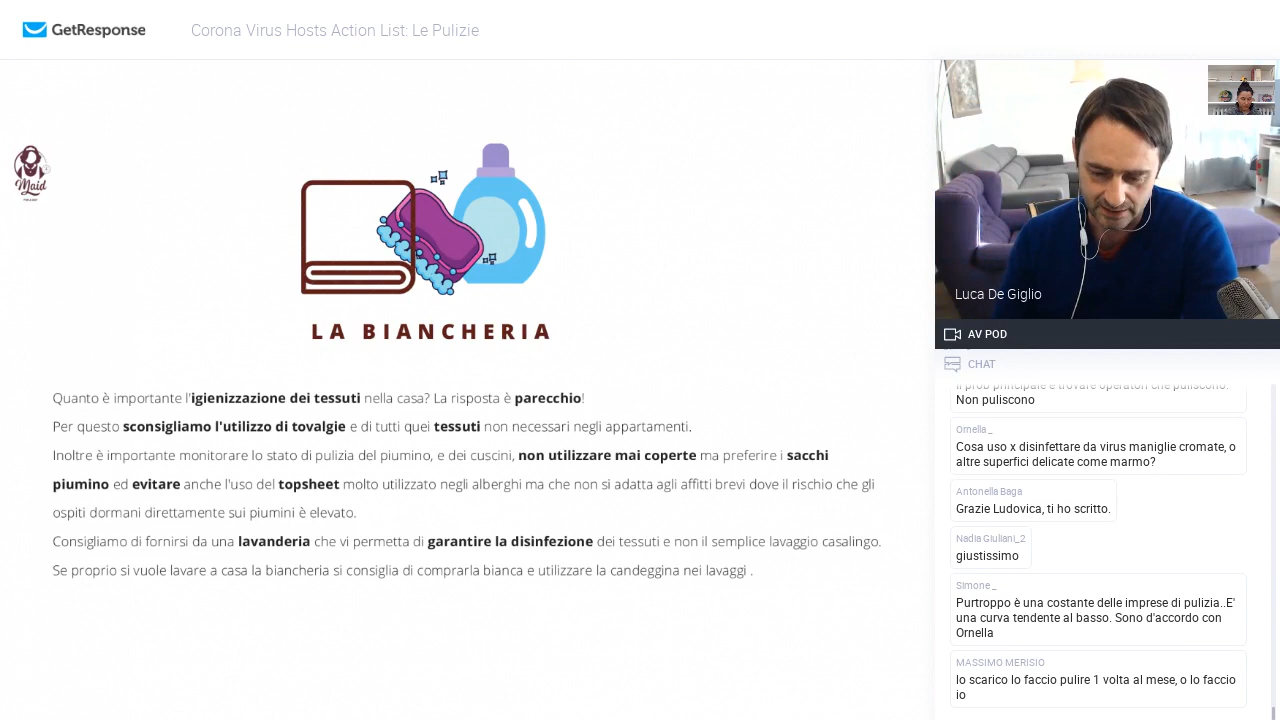 GetResponse
Corona Virus Hosts Action List: Le Pulizie
Maid
LA BIANCHERIA
Quanto è importante l'igienizzazione dei tessuti nella casa? La risposta è parecchio!
Per questo sconsigliamo l'utilizzo di tovalgie e di tutti quei tessuti non necessari negli appartamenti.
Inoltre è importante monitorare lo stato di pulizia del piumino, e dei cuscini, non utilizzare mai coperte ma preferire i sacchi
piumino ed evitare anche l'uso del topsheet molto utilizzato negli alberghi ma che non si adatta agli affitti brevi dove il rischio che gli
ospiti dormani direttamente sui piumini è elevato.
Consigliamo di fornirsi da una lavanderia che vi permetta di garantire la disinfezione dei tessuti e non il semplice lavaggio casalingo.
Se proprio si vuole lavare a casa la biancheria si consiglia di comprarla bianca e utilizzare la candeggina nei lavaggi .
Luca De Giglio
AV POD
CHAT
Il prob principale è trovare operatori che puliscono.
Non puliscono
Ornella _
Cosa uso x disinfettare da virus maniglie cromate, o
altre superfici delicate come marmo?
Antonella Baga
Grazie Ludovica, ti ho scritto.
Nadia Giuliani_2
giustissimo
Simone _
Purtroppo è una costante delle imprese di pulizia..E'
una curva tendente al basso. Sono d'accordo con
Ornella
MASSIMO MERISIO
lo scarico lo faccio pulire 1 volta al mese, o lo faccio
io